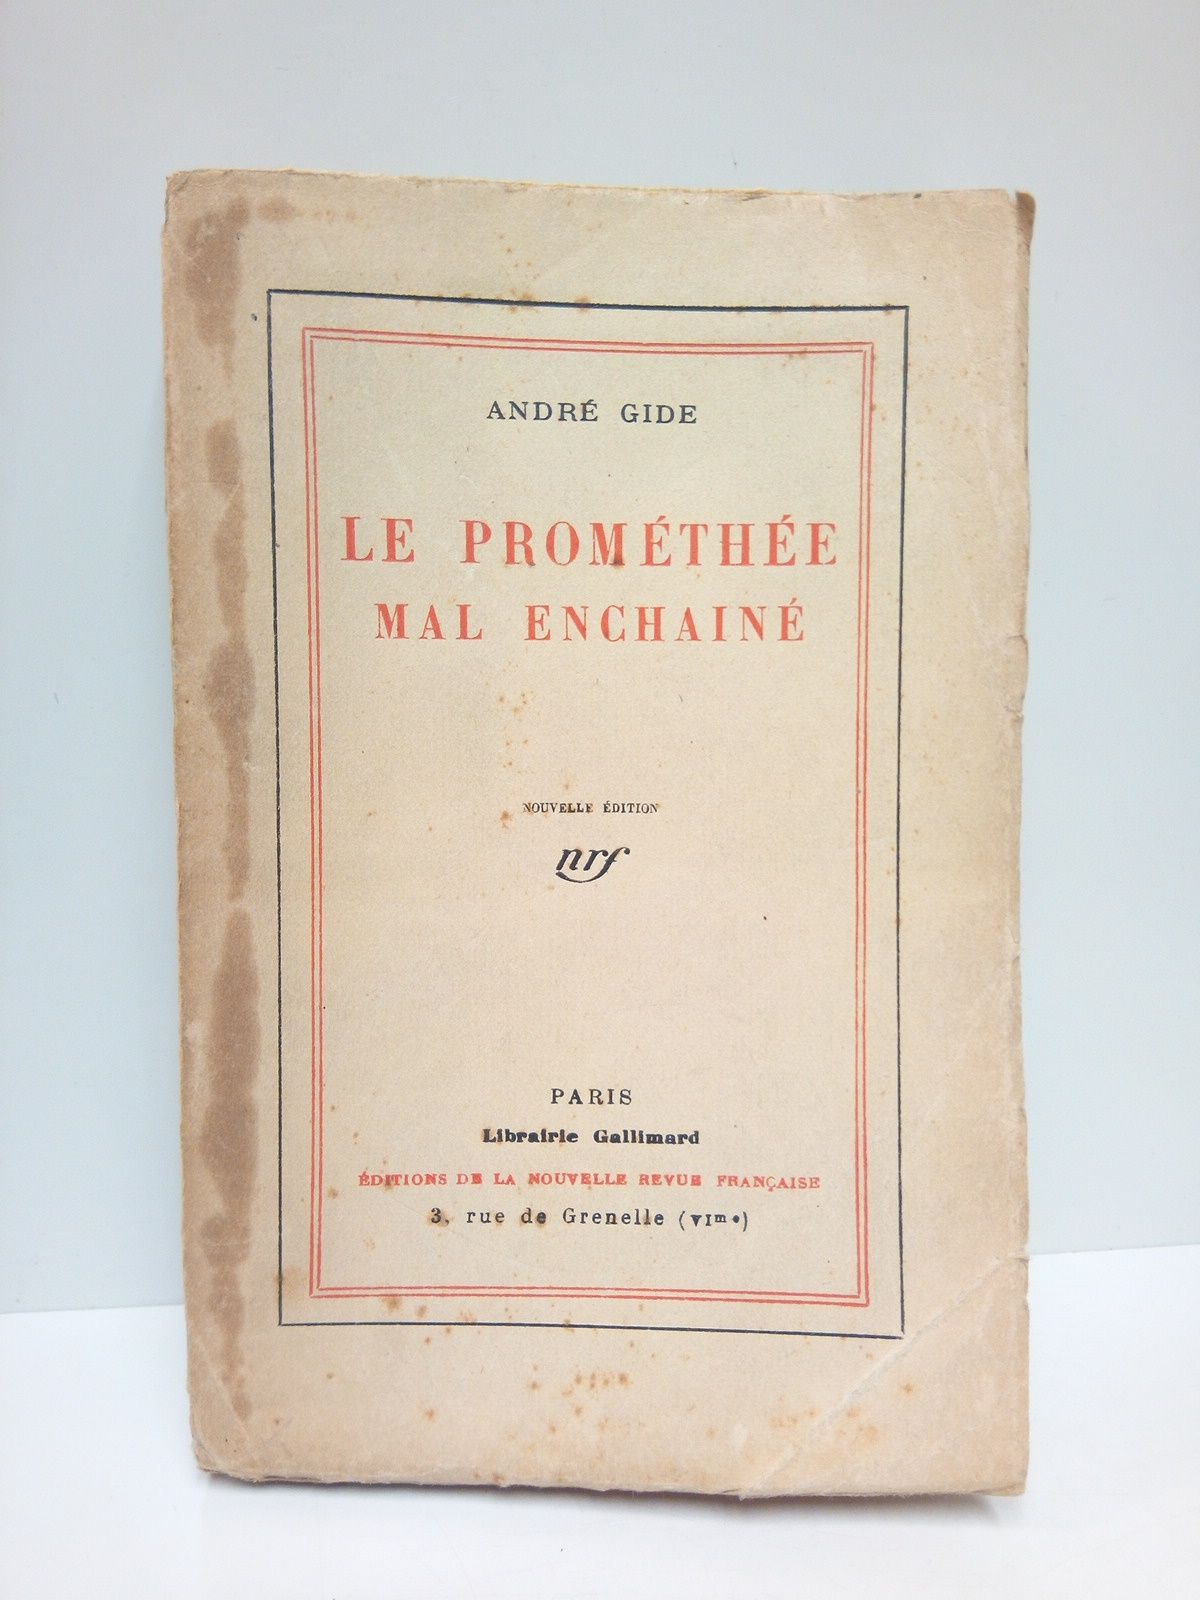 ANDRÉ GIDE
LE PROMÉTHÉE
MAL ENCHAINÉ
NOUVELLE ÉDITION
nrf
PARIS
Librairie Gallimard
ÉDITIONS DE LA NOUVELLE REVUE FRANÇAISE
3, rue de Grenelle (VIme)